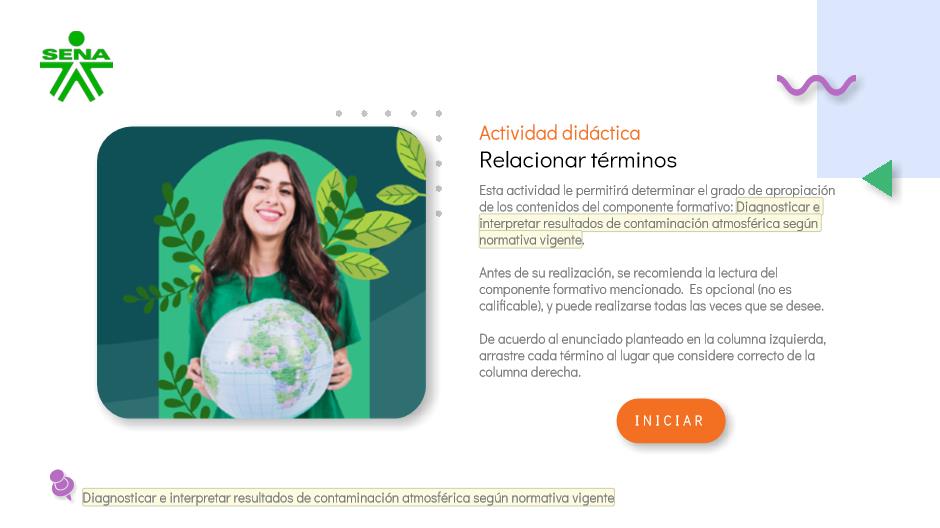 SENA
Actividad didáctica
Relacionar términos
Esta actividad le permitirá determinar el grado de apropiación
de los contenidos del componente formativo: Diagnosticar e
interpretar resultados de contaminación atmosférica según
normativa vigente.
Antes de su realización, se recomienda la lectura del
componente formativo mencionado.  Es opcional (no es
calificable), y puede realizarse todas las veces que se desee.
De acuerdo al enunciado planteado en la columna izquierda,
arrastre cada término al lugar que considere correcto de la
columna derecha.
INICIAR
Diagnosticar e interpretar resultados de contaminación atmosférica según normativa vigente